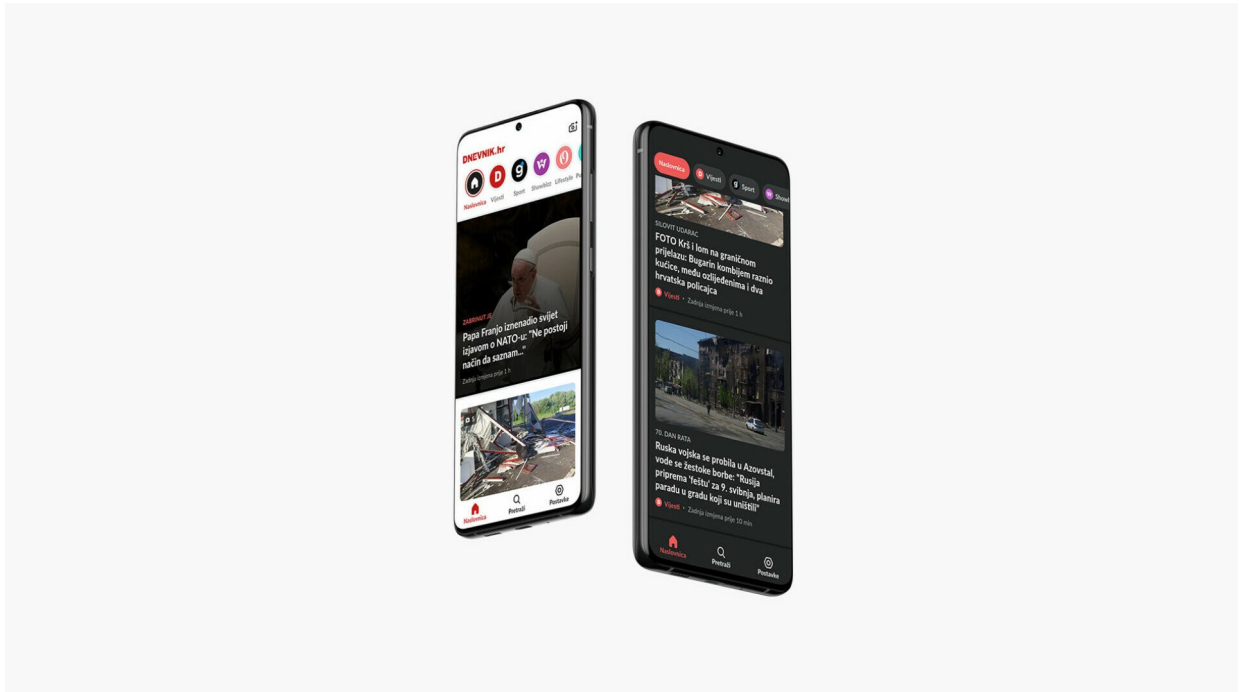 DNEVNIK.hr
Naslovnica Vijesti Sport Showbizz Lifestyle
ZABRINUT JE
Papa Franjo iznenadio svijet
izjavom o NATO-u: "Ne postoji
način da saznam..."
Zadnja izmjena prije 1 h
5
Naslovnica Pretraži Postavke
Naslovnica Vijesti Sport Show
SILOVIT UDARAC
FOTO Krš i lom na graničnom
prijelazu: Bugarin kombijem raznio
kućice, među ozlijeđenima i dva
hrvatska policajca
Vijesti • Zadnja izmjena prije 1 h
70. DAN RATA
Ruska vojska se probila u Azovstal,
vode se žestoke borbe: "Rusija
priprema 'feštu' za 9. svibnja, planira
paradu u gradu koji su uništili"
Vijesti • Zadnja izmjena prije 10 min
Naslovnica Pretraži Postavke